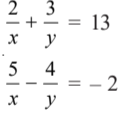 2/x + 3/y = 13
5/x − 4/y = − 2